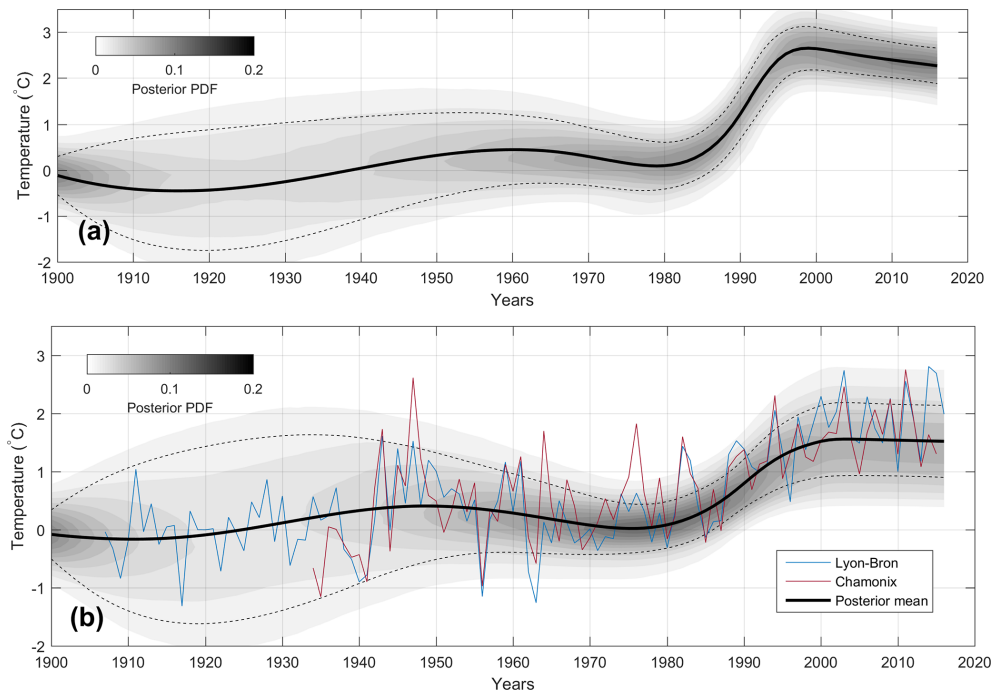 3
2
1
0
-1
-2
Temperature (°C)
0 0.1 0.2
Posterior PDF
(a)
1900 1910 1920 1930 1940 1950 1960 1970 1980 1990 2000 2010 2020
Years
3
2
1
0
-1
-2
Temperature (°C)
0 0.1 0.2
Posterior PDF
Lyon-Bron
Chamonix
Posterior mean
(b)
1900 1910 1920 1930 1940 1950 1960 1970 1980 1990 2000 2010 2020
Years